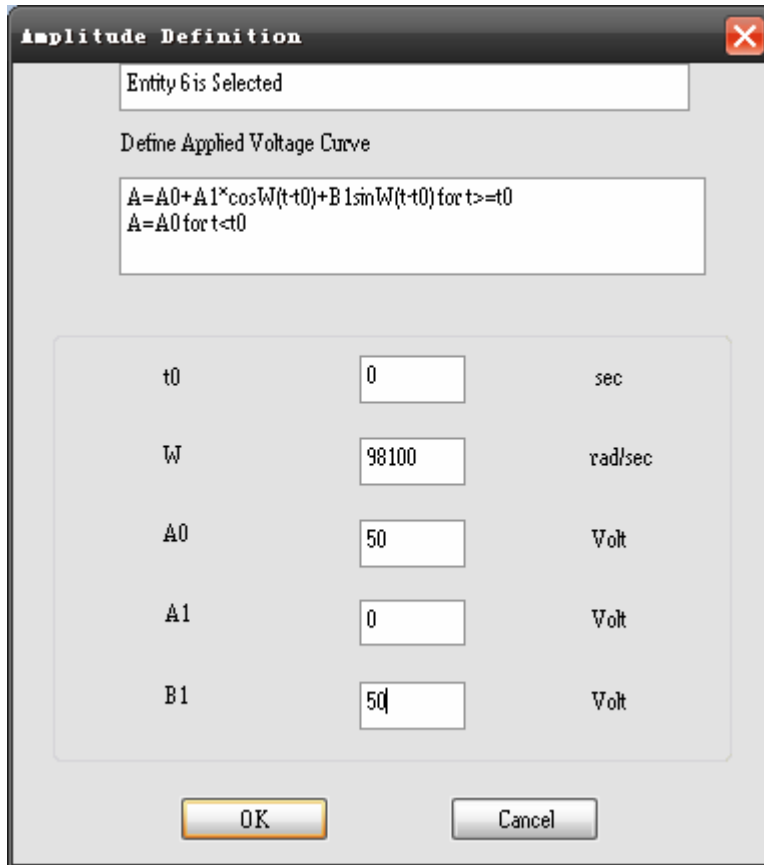 Amplitude Definition
Entity 6 is Selected
Define Applied Voltage Curve
A=A0+A1*cosW(t-t0)+B1sinW(t-t0) for t>=t0
A=A0 for t<t0
t0 0 sec
W 98100 rad/sec
A0 50 Volt
A1 0 Volt
B1 50 Volt
OK Cancel